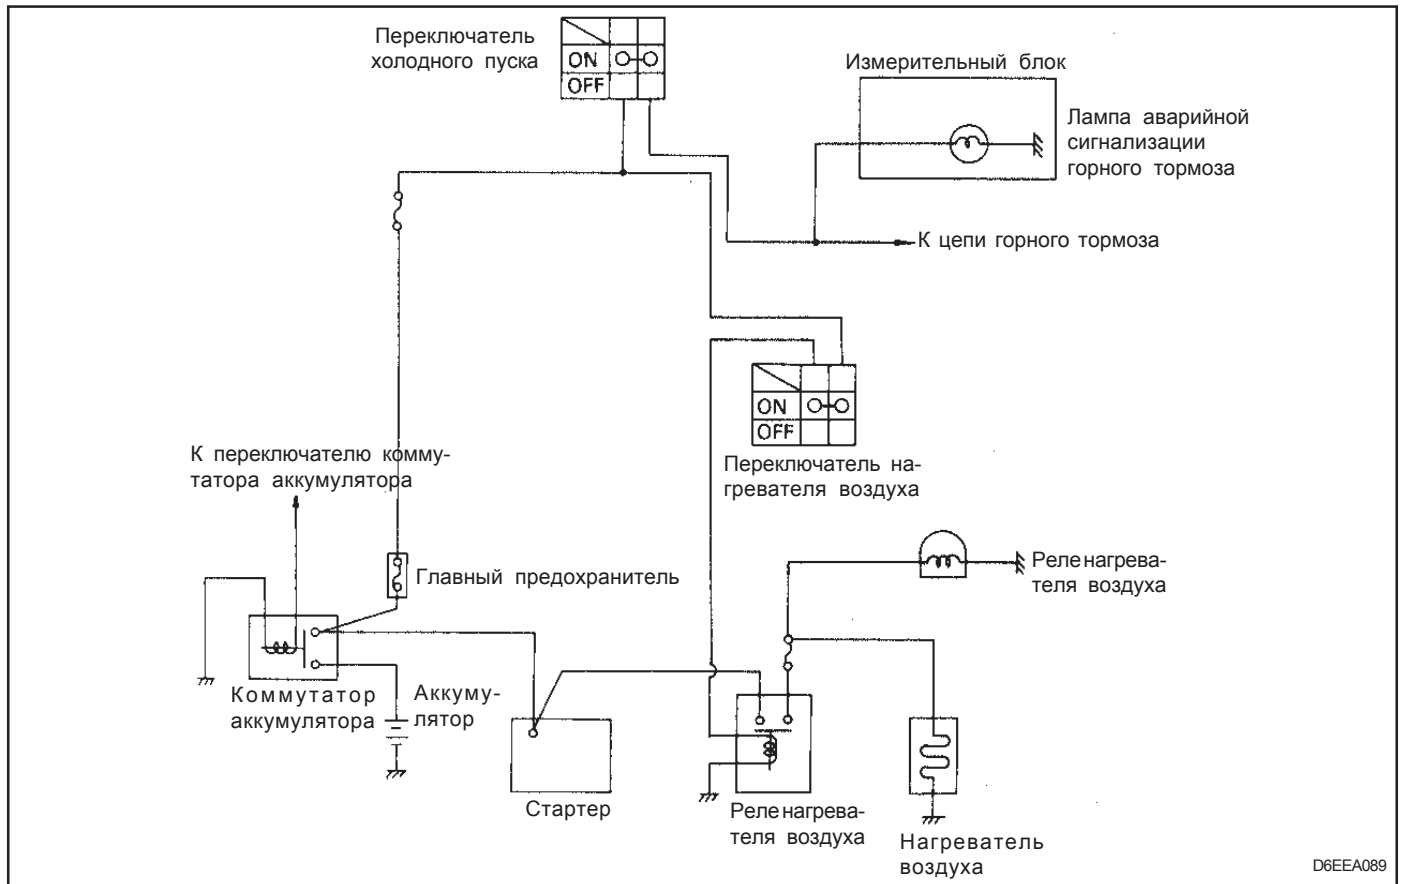 Переключатель
холодного пуска
ON
OFF
Измерительный блок
Лампа аварийной
сигнализации
горного тормоза
К цепи горного тормоза
ON
OFF
Переключатель на-
гревателя воздуха
К переключателю комму-
татора аккумулятора
Главный предохранитель
Реле нагрева-
теля воздуха
Коммутатор
аккумулятора
Аккуму-
лятор
Стартер
Реле нагрева-
теля воздуха
Нагреватель
воздуха
D6EEA089